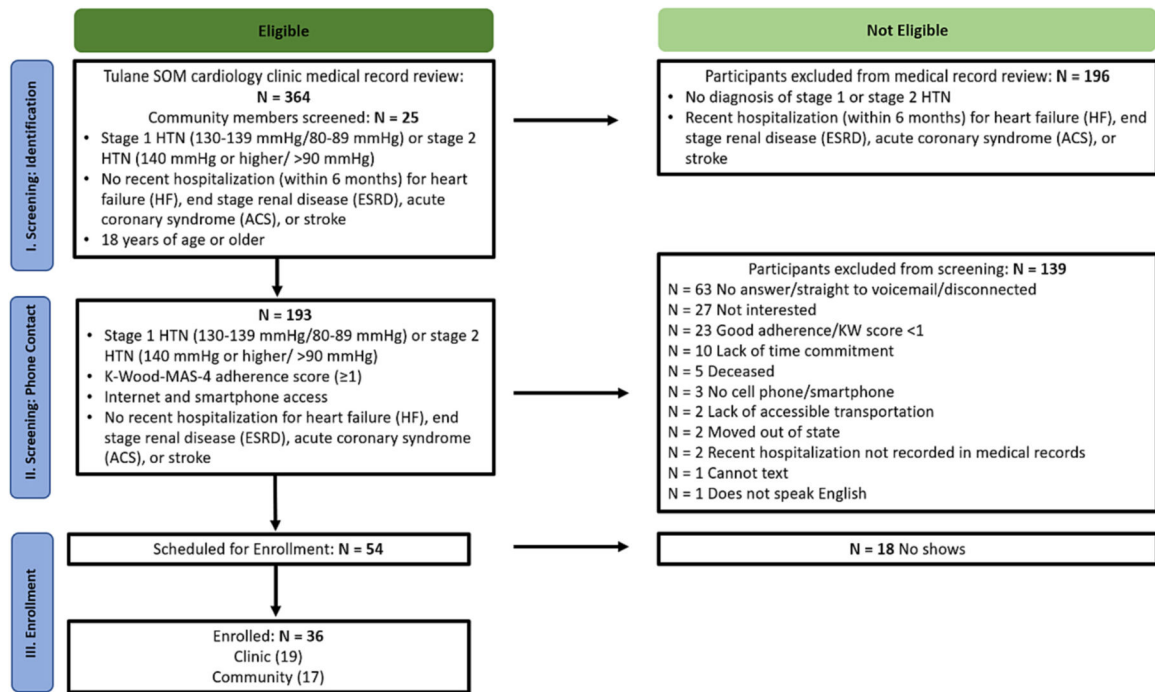 Eligible
Not Eligible
I. Screening: Identification
Tulane SOM cardiology clinic medical record review:
N = 364
Community members screened: N = 25
• Stage 1 HTN (130-139 mmHg/80-89 mmHg) or stage 2
HTN (140 mmHg or higher/ >90 mmHg)
• No recent hospitalization (within 6 months) for heart
failure (HF), end stage renal disease (ESRD), acute
coronary syndrome (ACS), or stroke
• 18 years of age or older
Participants excluded from medical record review: N = 196
• No diagnosis of stage 1 or stage 2 HTN
• Recent hospitalization (within 6 months) for heart failure (HF), end
stage renal disease (ESRD), acute coronary syndrome (ACS), or
stroke
II. Screening: Phone Contact
N = 193
• Stage 1 HTN (130-139 mmHg/80-89 mmHg) or stage 2
HTN (140 mmHg or higher/ >90 mmHg)
• K-Wood-MAS-4 adherence score (≥1)
• Internet and smartphone access
• No recent hospitalization for heart failure (HF), end
stage renal disease (ESRD), acute coronary syndrome
(ACS), or stroke
Participants excluded from screening: N = 139
N = 63 No answer/straight to voicemail/disconnected
N = 27 Not interested
N = 23 Good adherence/KW score <1
N = 10 Lack of time commitment
N = 5 Deceased
N = 3 No cell phone/smartphone
N = 2 Lack of accessible transportation
N = 2 Moved out of state
N = 2 Recent hospitalization not recorded in medical records
N = 1 Cannot text
N = 1 Does not speak English
III. Enrollment
Scheduled for Enrollment: N = 54
N = 18 No shows
Enrolled: N = 36
Clinic (19)
Community (17)